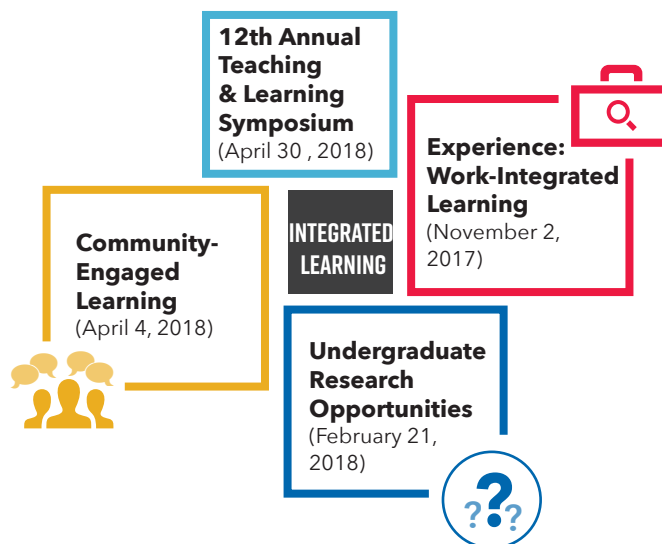 12th Annual
Teaching
& Learning
Symposium
(April 30 , 2018)
Experience:
Work-Integrated
Learning
(November 2,
2017)
INTEGRATED
LEARNING
Community-
Engaged
Learning
(April 4, 2018)
Undergraduate
Research
Opportunities
(February 21,
2018)
???